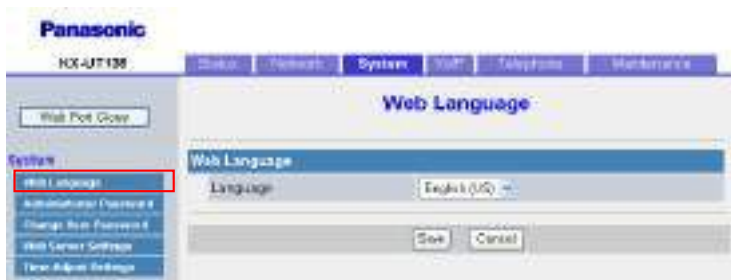 Panasonic
KX-UT136
Status Network System VoIP Telephone Maintenance
Web Port Close
Web Language
System
Web Language
Web Language
Administrator Password
Change User Password
Web Server Settings
Time Adjust Settings
Language
English (US)
Save Cancel